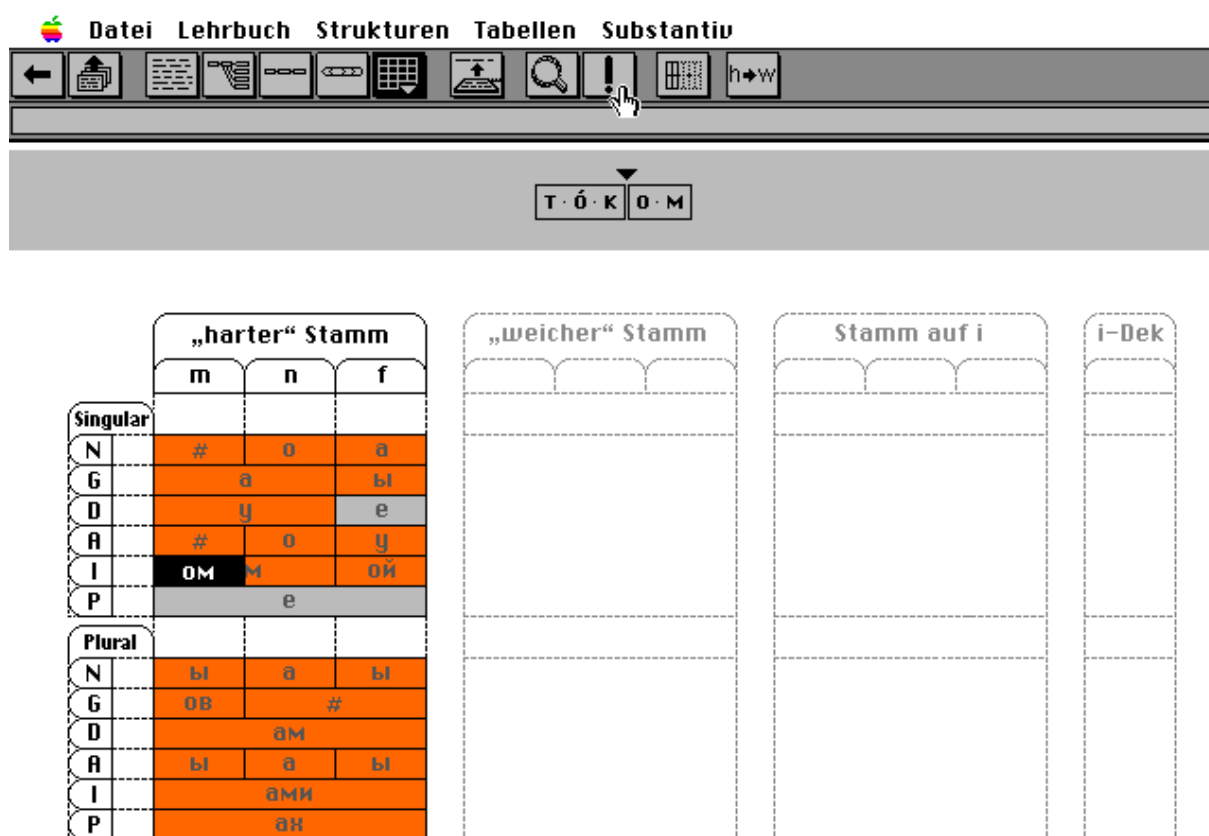 Datei Lehrbuch Strukturen Tabellen Substantiv
h→w
Т·О́·К О·М
„harter“ Stamm „weicher“ Stamm Stamm auf i i-Dek
m n f
Singular
N # о а
G а ы
D у е
A # о у
I ом м ой
P е
Plural
N ы а ы
G ов #
D ам
A ы а ы
I ами
P ах